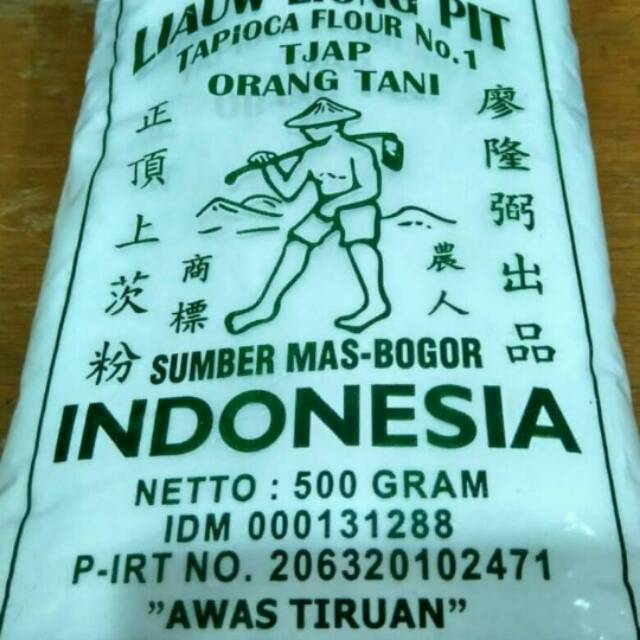 LIAUW LIONG PIT
TAPIOCA FLOUR No.1
TJAP
ORANG TANI
正頂上茨粉
商標
農人
廖隆弼出品
SUMBER MAS-BOGOR
INDONESIA
NETTO : 500 GRAM
IDM 000131288
P-IRT NO. 206320102471
"AWAS TIRUAN"